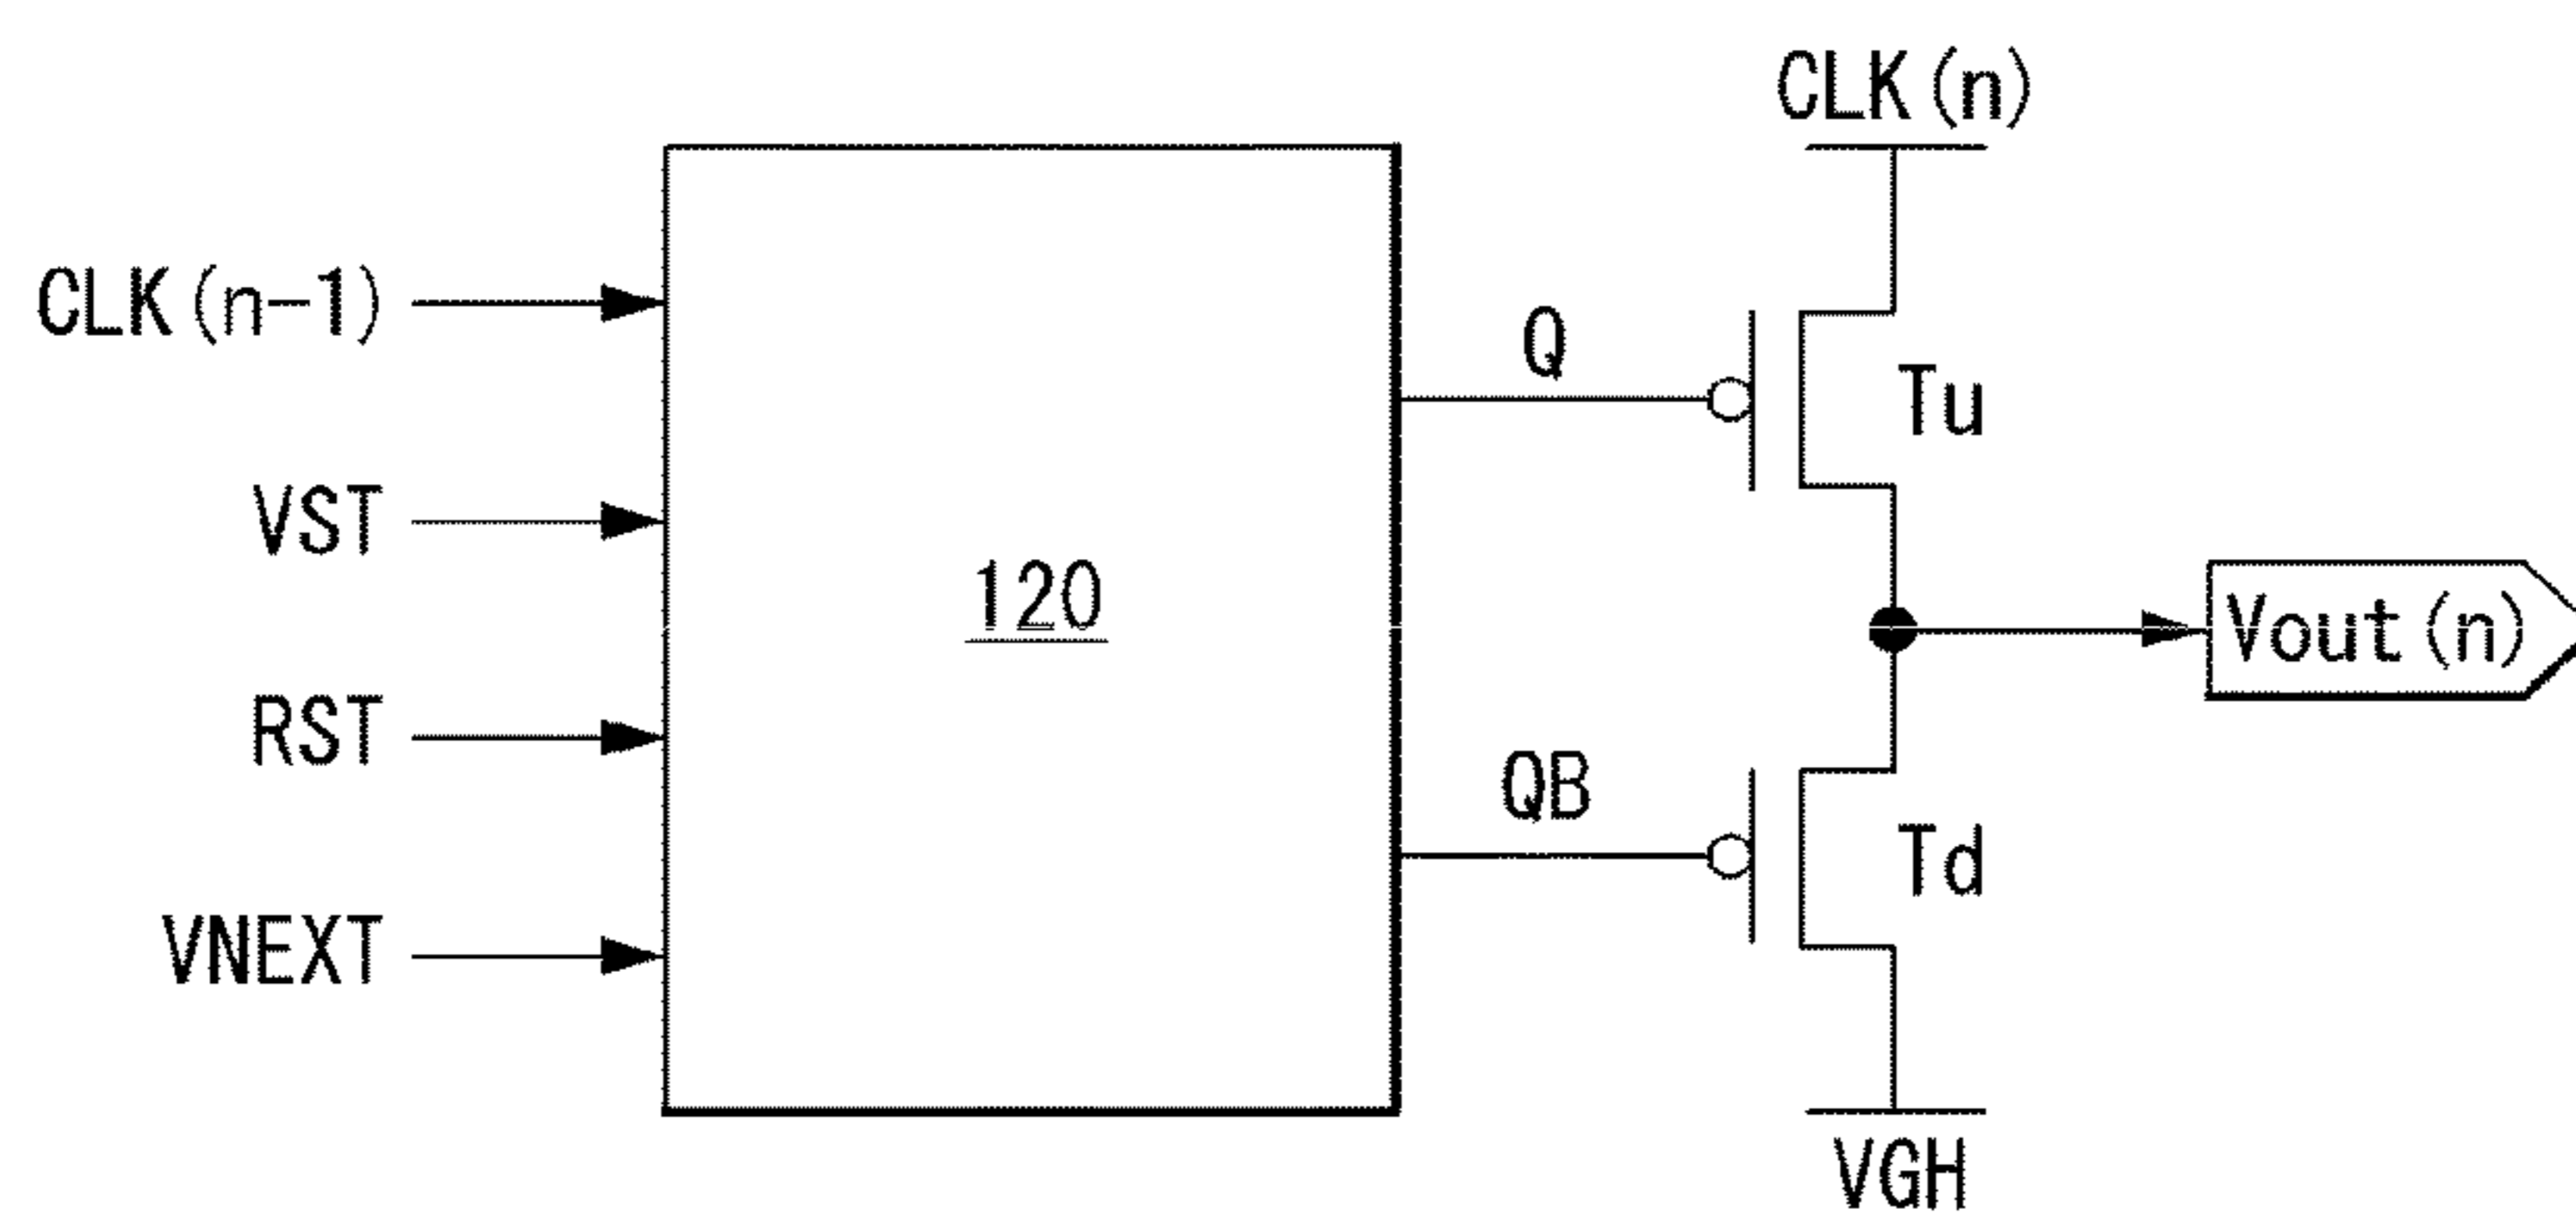 CLK(n)
CLK(n-1)
Q
Tu
VST
120
Vout(n)
RST
QB
Td
VNEXT
VGH